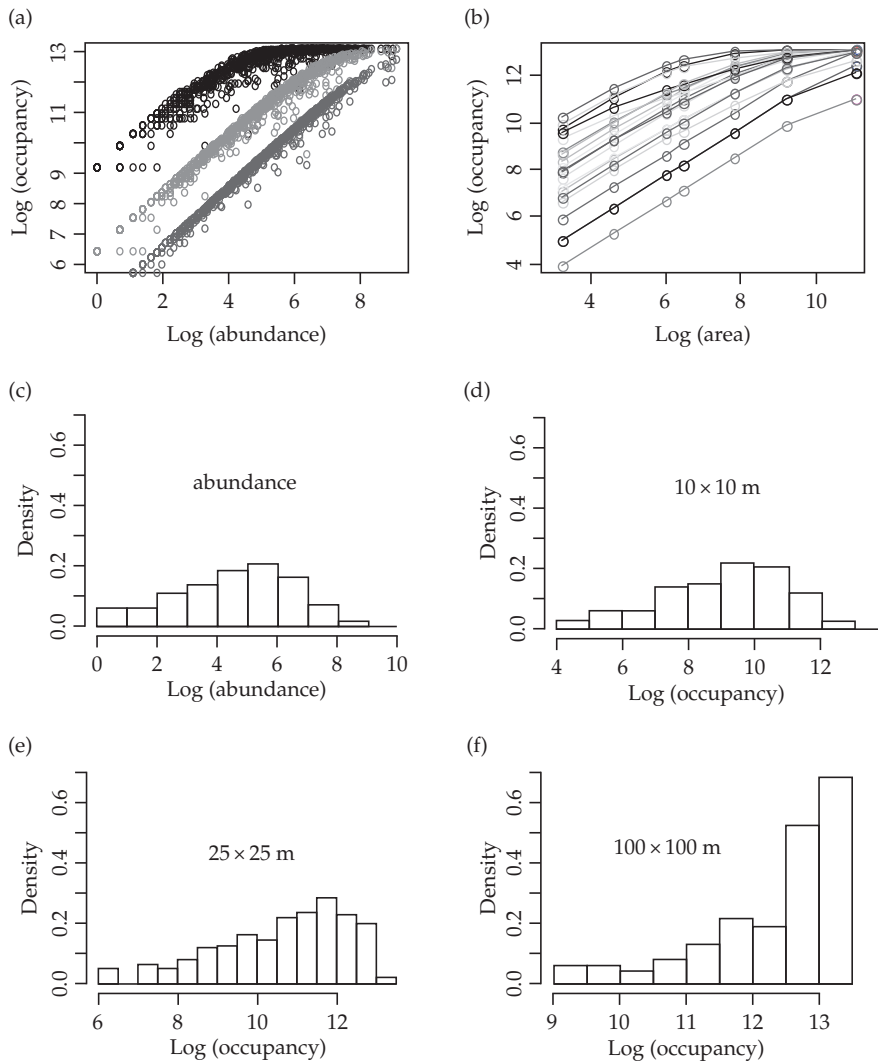 (a)
Log (occupancy)
13
11
9
8
7
6
0 2 4 6 8
Log (abundance)
(b)
Log (occupancy)
12
10
8
6
4
4 6 8 10
Log (area)
(c)
Density
0.6
0.4
0.2
0.0
abundance
0 2 4 6 8 10
Log (abundance)
(d)
Density
0.6
0.4
0.2
0.0
10 × 10 m
4 6 8 10 12
Log (occupancy)
(e)
Density
0.6
0.4
0.2
0.0
25 × 25 m
6 8 10 12
Log (occupancy)
(f)
Density
0.6
0.4
0.2
0.0
100 × 100 m
9 10 11 12 13
Log (occupancy)